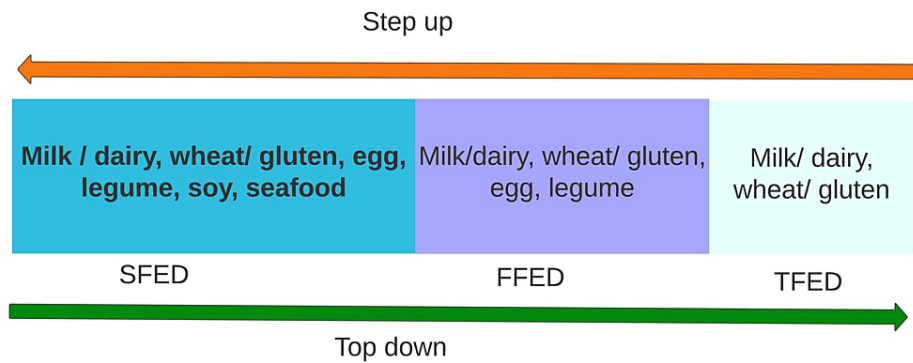 Step up
Milk / dairy, wheat/ gluten, egg,
legume, soy, seafood
Milk/dairy, wheat/ gluten,
egg, legume
Milk/ dairy,
wheat/ gluten
SFED
FFED
TFED
Top down